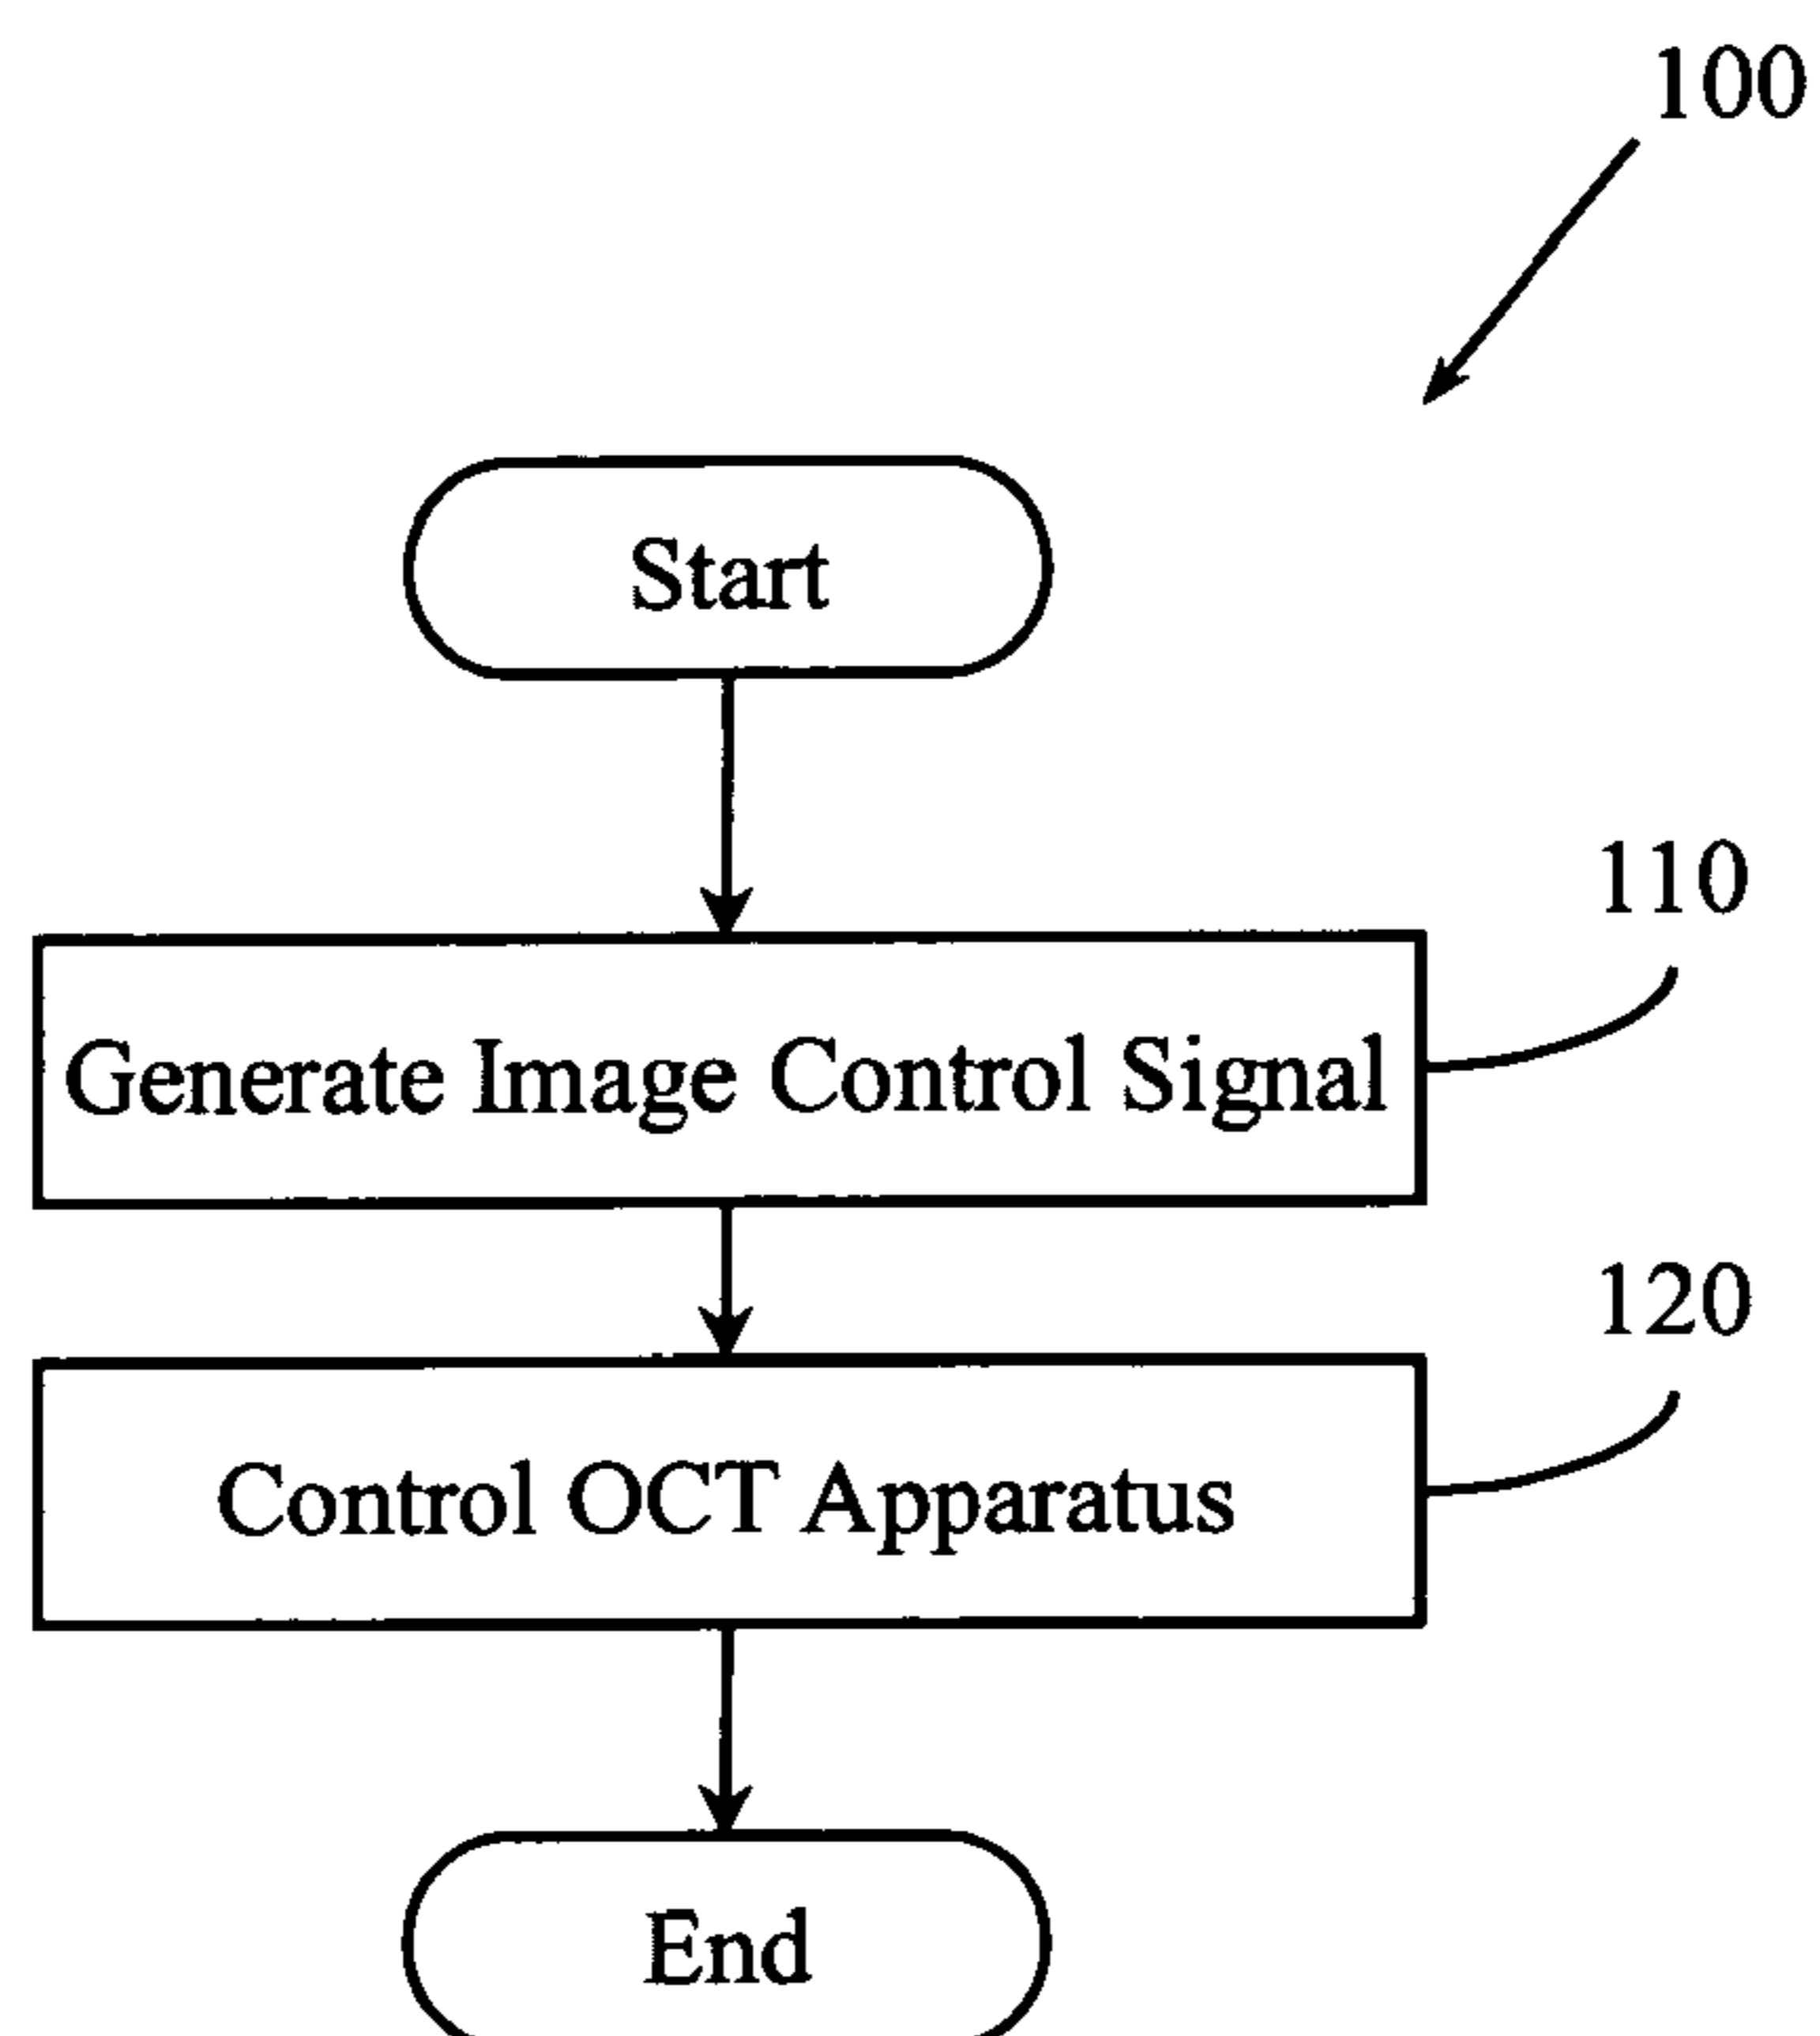 100
Start
110
Generate Image Control Signal
120
Control OCT Apparatus
End